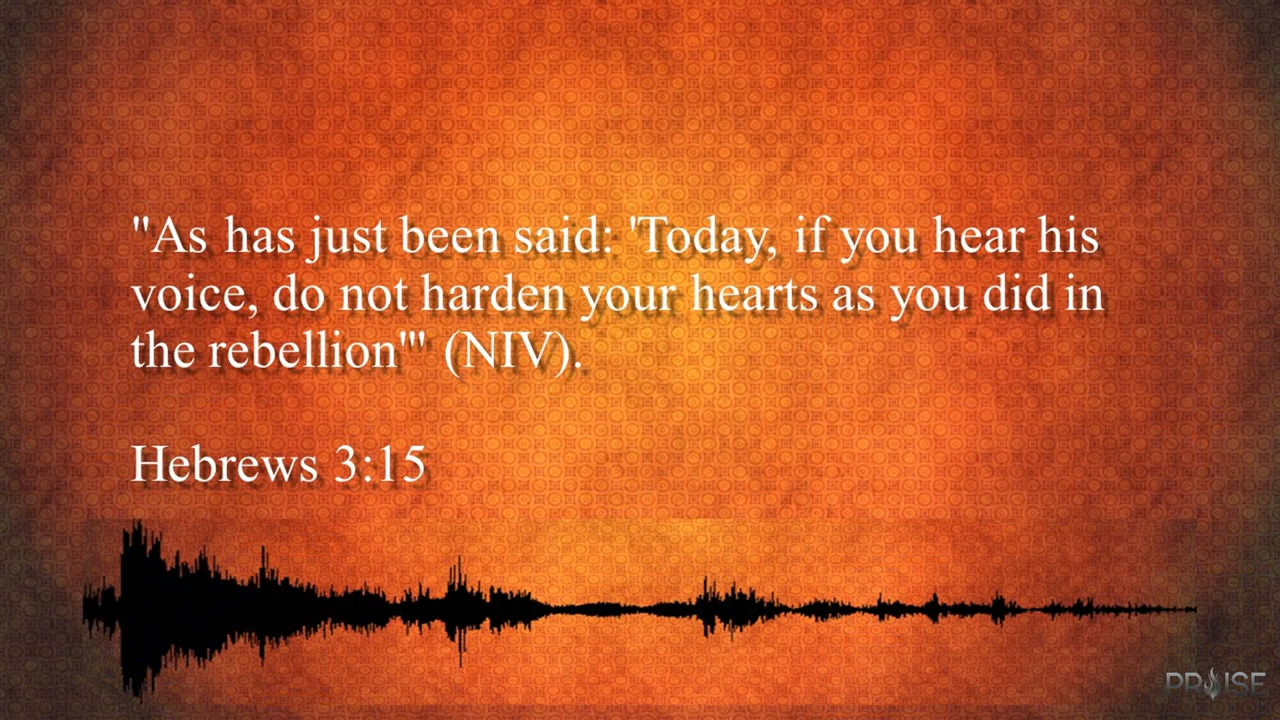 "As has just been said: 'Today, if you hear his
voice, do not harden your hearts as you did in
the rebellion'" (NIV).
Hebrews 3:15
PRAISE